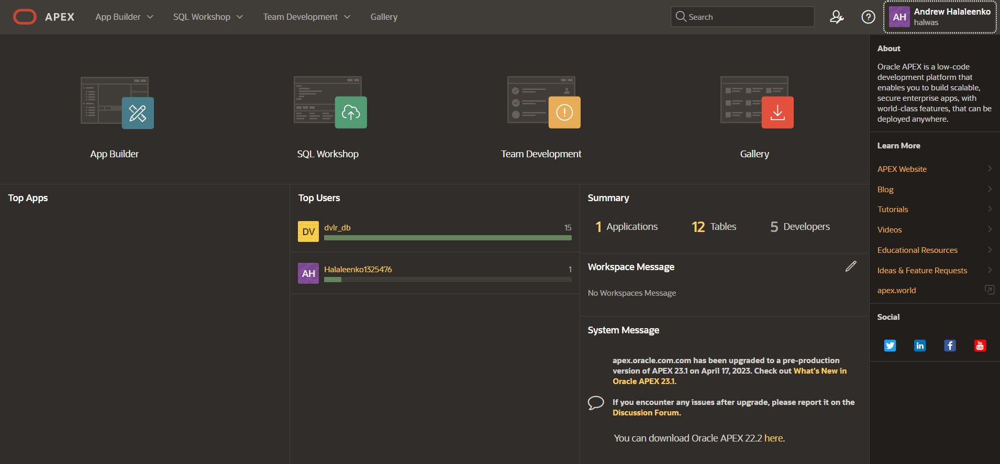 APEX
App Builder
SQL Workshop
Team Development
Gallery
Search
AH
Andrew Halaleenko
halwas
App Builder
SQL Workshop
Team Development
Gallery
Top Apps
Top Users
DV
dvlr_db
15
AH
Halaleenko1325476
1
Summary
1 Applications
12 Tables
5 Developers
Workspace Message
No Workspaces Message
System Message
apex.oracle.com.com has been upgraded to a pre-production
version of APEX 23.1 on April 17, 2023. Check out What's New in
Oracle APEX 23.1.
If you encounter any issues after upgrade, please report it on the
Discussion Forum.
You can download Oracle APEX 22.2 here.
About
Oracle APEX is a low-code
development platform that
enables you to build scalable,
secure enterprise apps, with
world-class features, that can be
deployed anywhere.
Learn More
APEX Website
Blog
Tutorials
Videos
Educational Resources
Ideas & Feature Requests
apex.world
Social
in
f
You
Tube